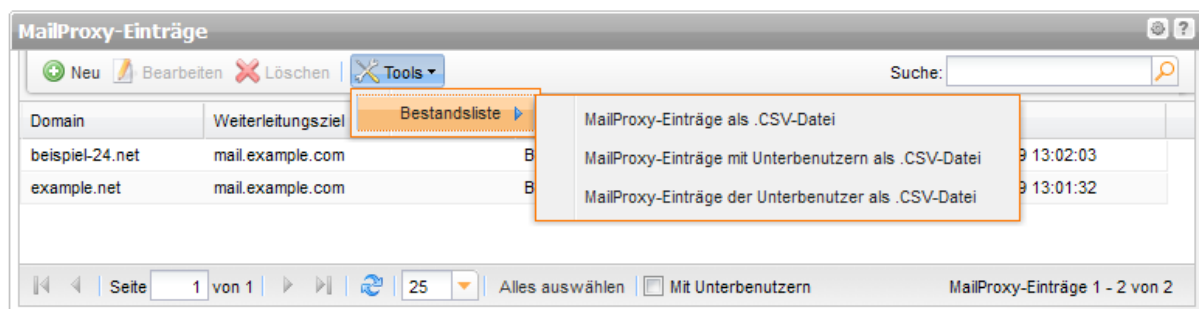 MailProxy-Einträge
Neu Bearbeiten Löschen Tools Suche:
Bestandsliste
MailProxy-Einträge als .CSV-Datei
MailProxy-Einträge mit Unterbenutzern als .CSV-Datei
MailProxy-Einträge der Unterbenutzer als .CSV-Datei
Domain Weiterleitungsziel
beispiel-24.net mail.example.com B 9 13:02:03
example.net mail.example.com B 9 13:01:32
Seite 1 von 1 25 Alles auswählen Mit Unterbenutzern MailProxy-Einträge 1 - 2 von 2